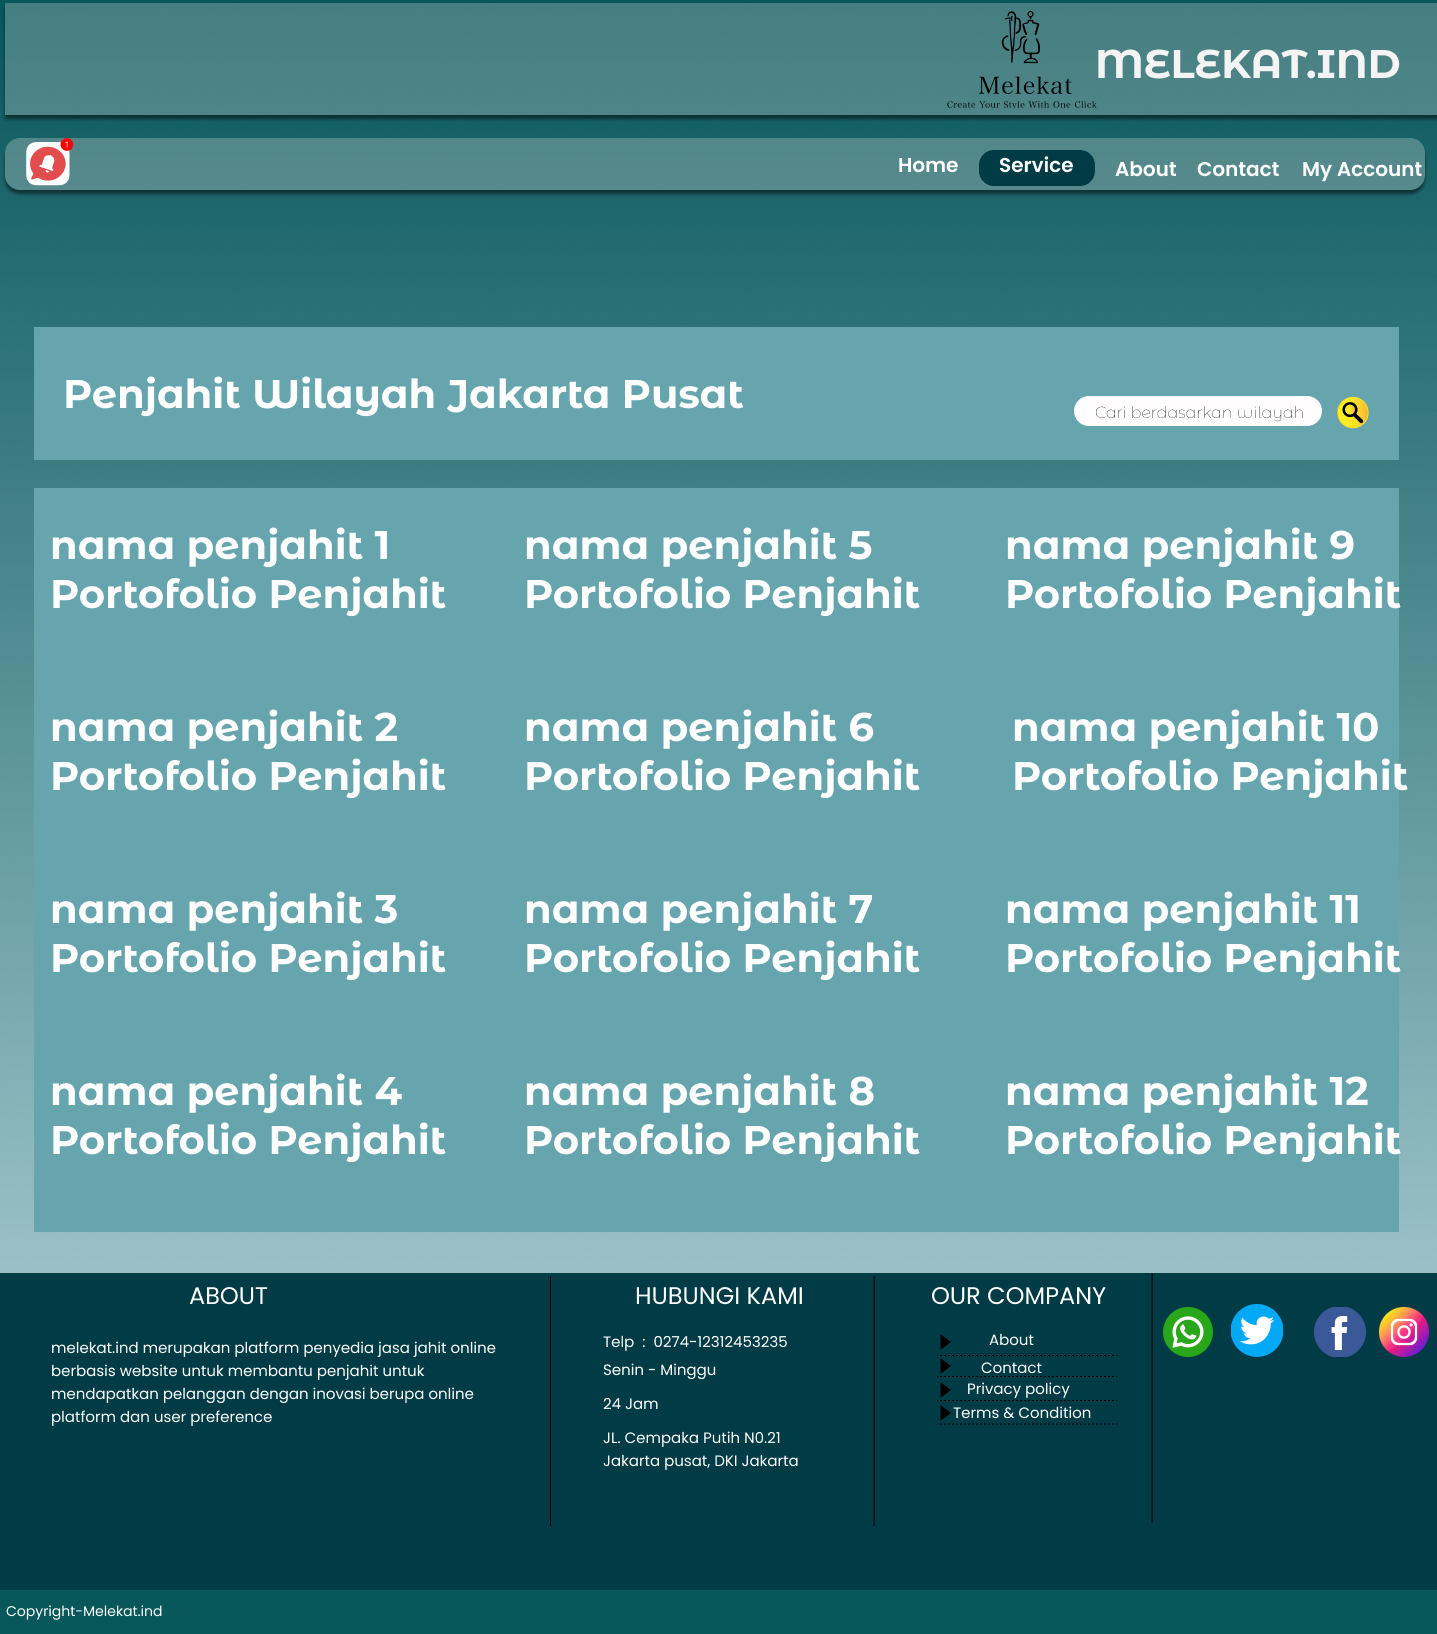 Melekat
Create Your Style With One Click
MELEKAT.IND
1
Home
Service
About
Contact
My Account
Penjahit Wilayah Jakarta Pusat
Cari berdasarkan wilayah
nama penjahit 1
Portofolio Penjahit
nama penjahit 5
Portofolio Penjahit
nama penjahit 9
Portofolio Penjahit
nama penjahit 2
Portofolio Penjahit
nama penjahit 6
Portofolio Penjahit
nama penjahit 10
Portofolio Penjahit
nama penjahit 3
Portofolio Penjahit
nama penjahit 7
Portofolio Penjahit
nama penjahit 11
Portofolio Penjahit
nama penjahit 4
Portofolio Penjahit
nama penjahit 8
Portofolio Penjahit
nama penjahit 12
Portofolio Penjahit
ABOUT
melekat.ind merupakan platform penyedia jasa jahit online
berbasis website untuk membantu penjahit untuk
mendapatkan pelanggan dengan inovasi berupa online
platform dan user preference
HUBUNGI KAMI
Telp : 0274-12312453235
Senin - Minggu
24 Jam
JL. Cempaka Putih N0.21
Jakarta pusat, DKI Jakarta
OUR COMPANY
About
Contact
Privacy policy
Terms & Condition
Copyright-Melekat.ind